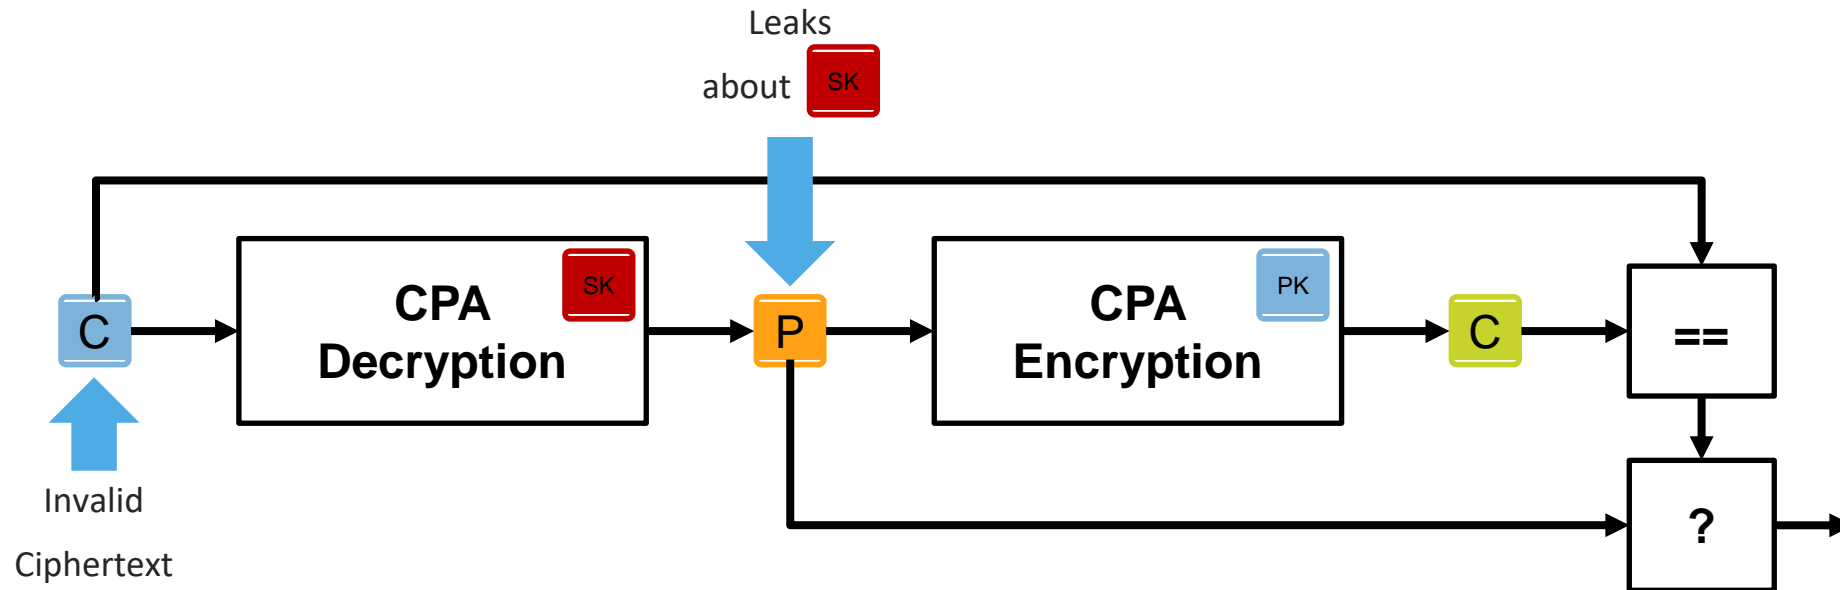 Leaks
about SK
CPA
Decryption
SK
CPA
Encryption
PK
C
P
C
==
?
Invalid
Ciphertext